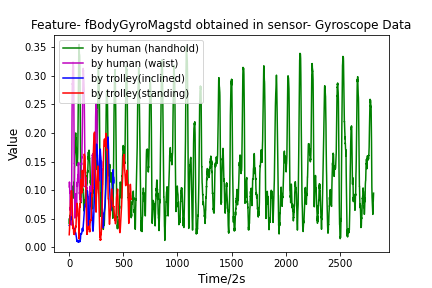 Feature- fBodyGyroMagstd obtained in sensor- Gyroscope Data
by human (handhold)
by human (waist)
by trolley(inclined)
by trolley(standing)
Value
0.35
0.30
0.25
0.20
0.15
0.10
0.05
0.00
0 500 1000 1500 2000 2500
Time/2s